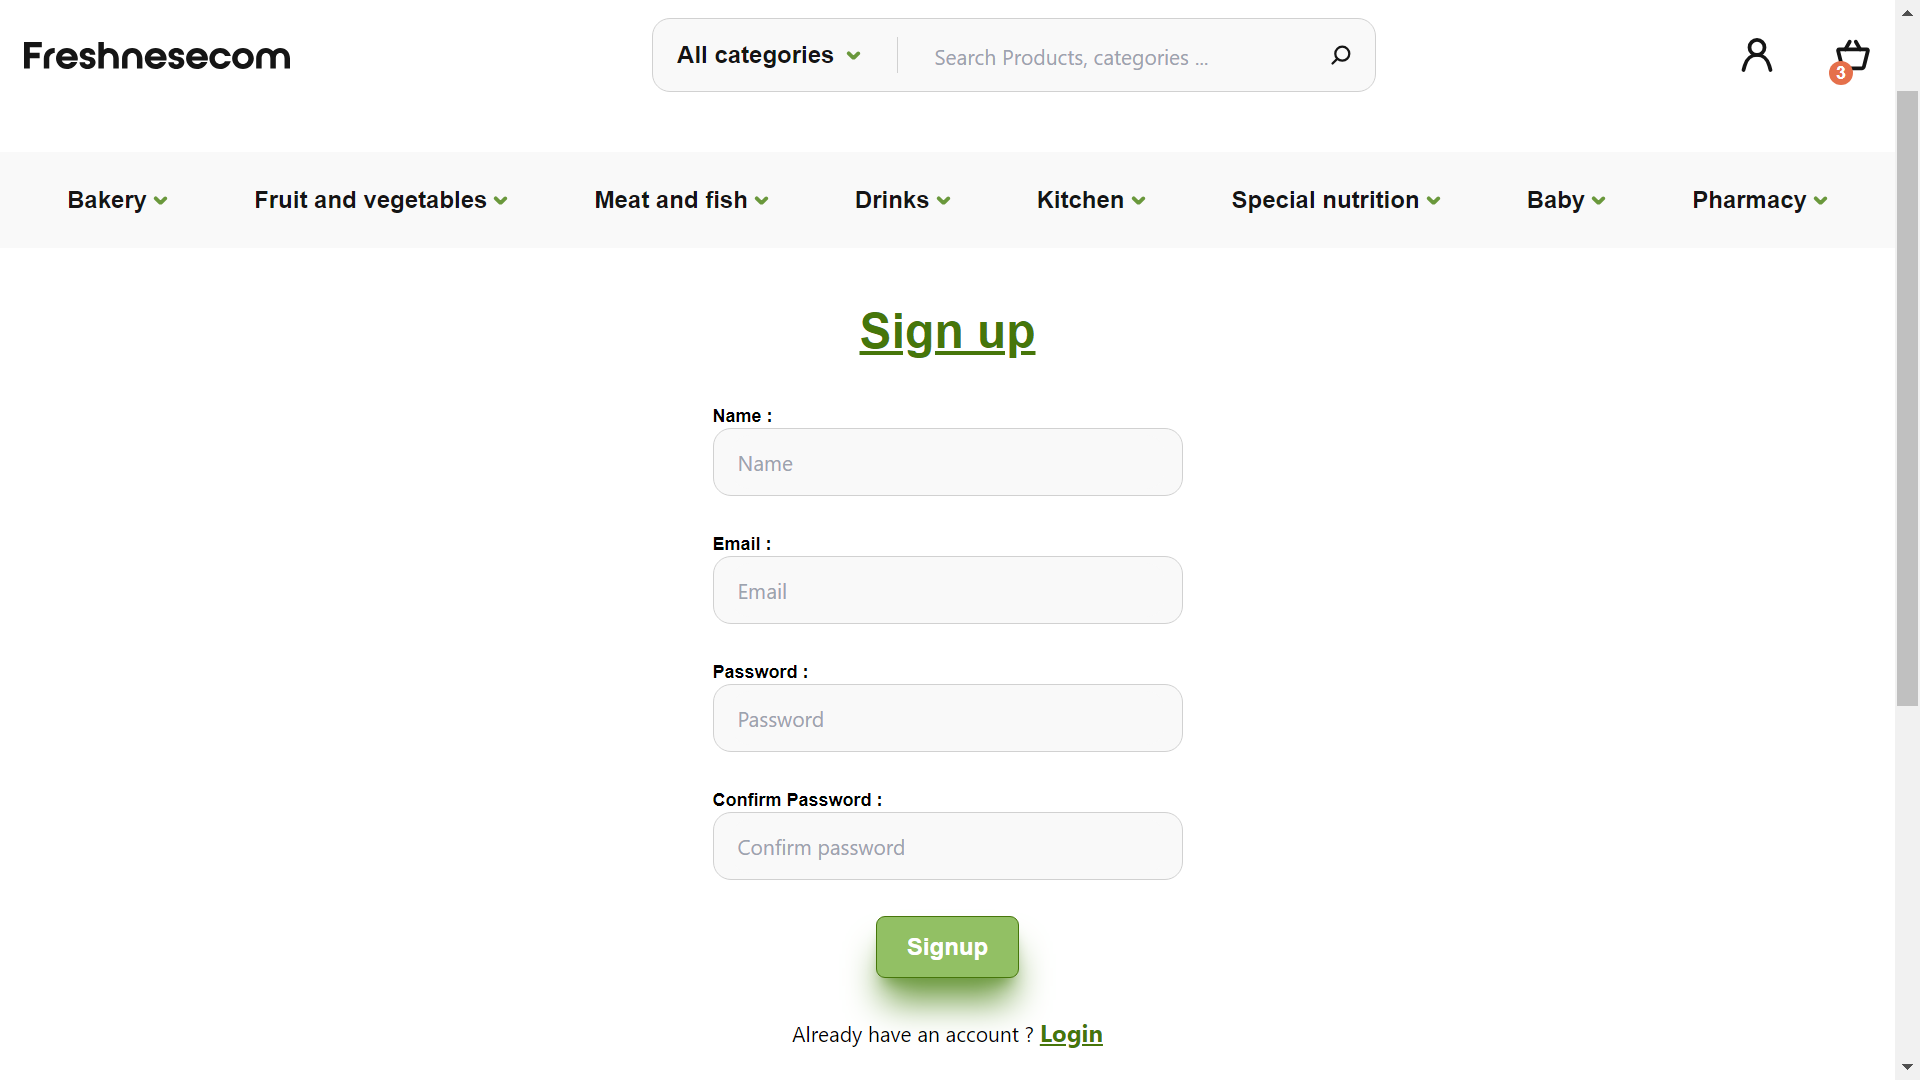 Freshnesecom
All categories
Search Products, categories ...
3
Bakery
Fruit and vegetables
Meat and fish
Drinks
Kitchen
Special nutrition
Baby
Pharmacy
Sign up
Name :
Name
Email :
Email
Password :
Password
Confirm Password :
Confirm password
Signup
Already have an account ? Login